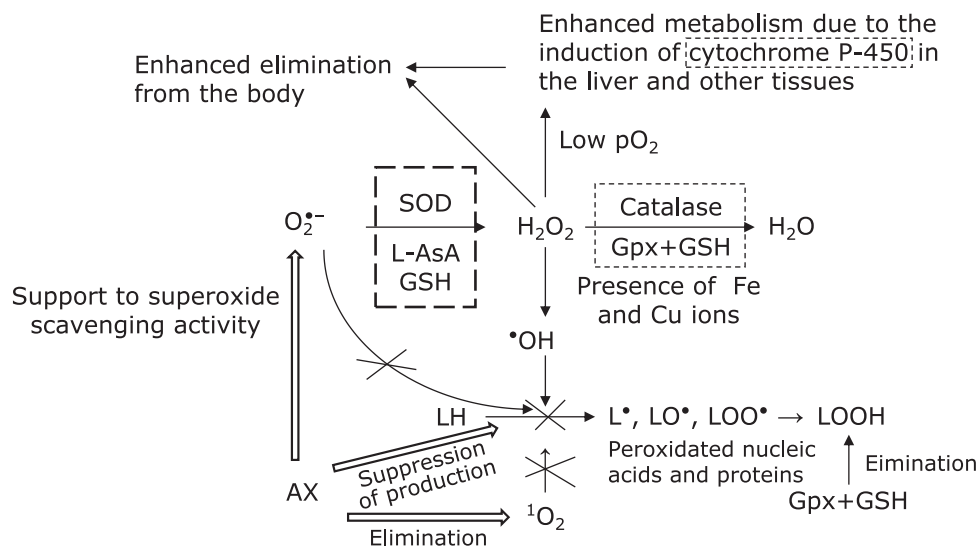 Enhanced metabolism due to the
induction of cytochrome P-450 in
the liver and other tissues
Enhanced elimination
from the body
Low pO₂
SOD
Catalase
O₂•−
H₂O₂
H₂O
L-AsA
GSH
Gpx+GSH
Presence of Fe
and Cu ions
Support to superoxide
scavenging activity
•OH
LH
L•, LO•, LOO• → LOOH
Peroxidated nucleic
acids and proteins
Eimination
Suppression
of production
AX
¹O₂
Gpx+GSH
Elimination